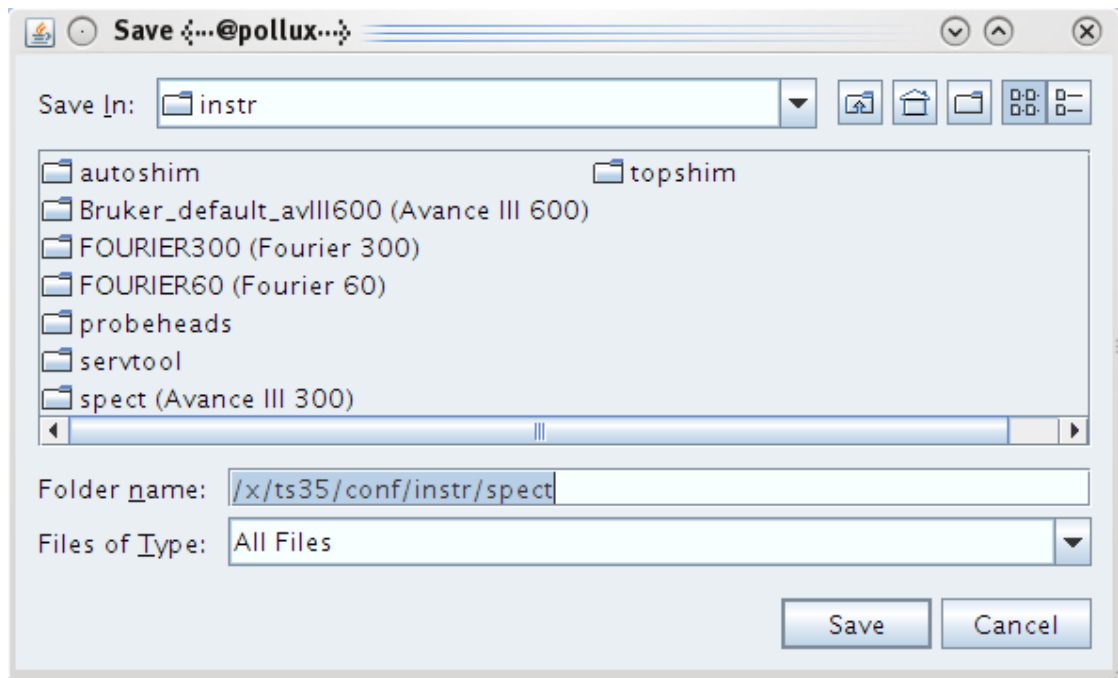 Save <...@pollux...>
Save In: instr
autoshim topshim
Bruker_default_avIII600 (Avance III 600)
FOURIER300 (Fourier 300)
FOURIER60 (Fourier 60)
probeheads
servtool
spect (Avance III 300)
Folder name: /x/ts35/conf/instr/spect
Files of Type: All Files
Save Cancel